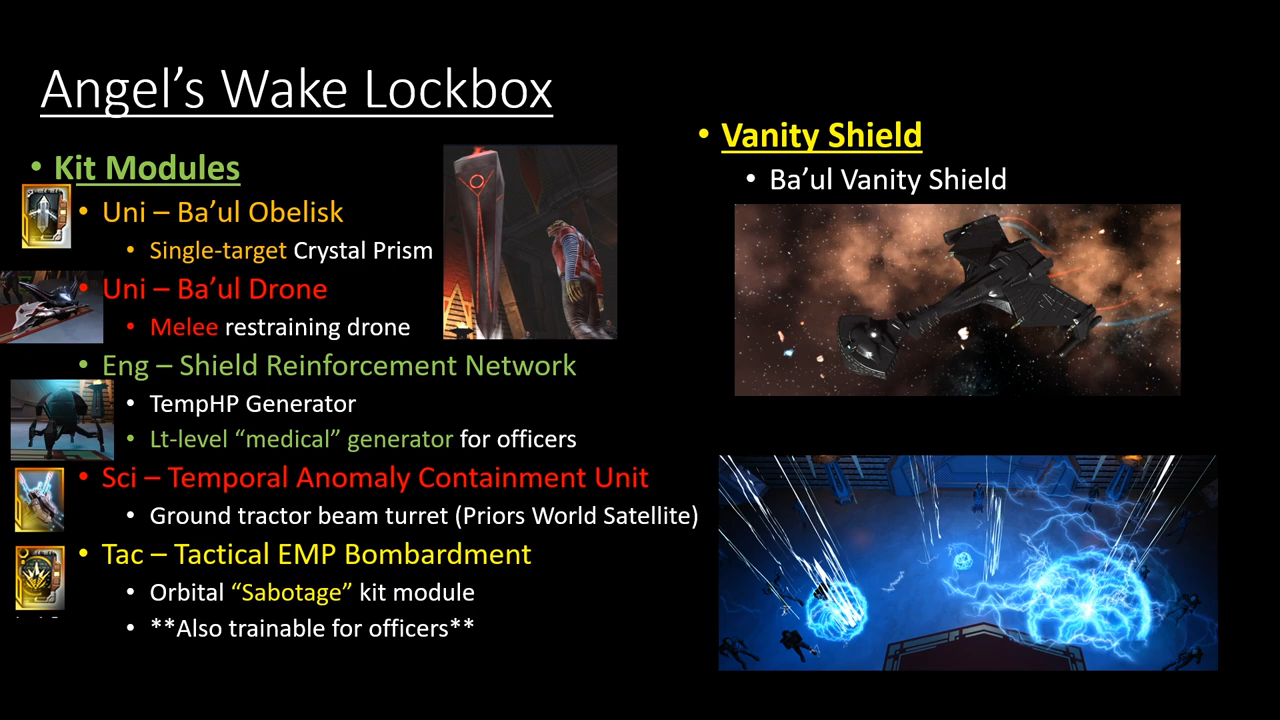 Angel’s Wake Lockbox
• Kit Modules
• Uni – Ba’ul Obelisk
• Single-target Crystal Prism
• Uni – Ba’ul Drone
• Melee restraining drone
• Eng – Shield Reinforcement Network
• TempHP Generator
• Lt-level “medical” generator for officers
• Sci – Temporal Anomaly Containment Unit
• Ground tractor beam turret (Priors World Satellite)
• Tac – Tactical EMP Bombardment
• Orbital “Sabotage” kit module
• **Also trainable for officers**
• Vanity Shield
• Ba’ul Vanity Shield